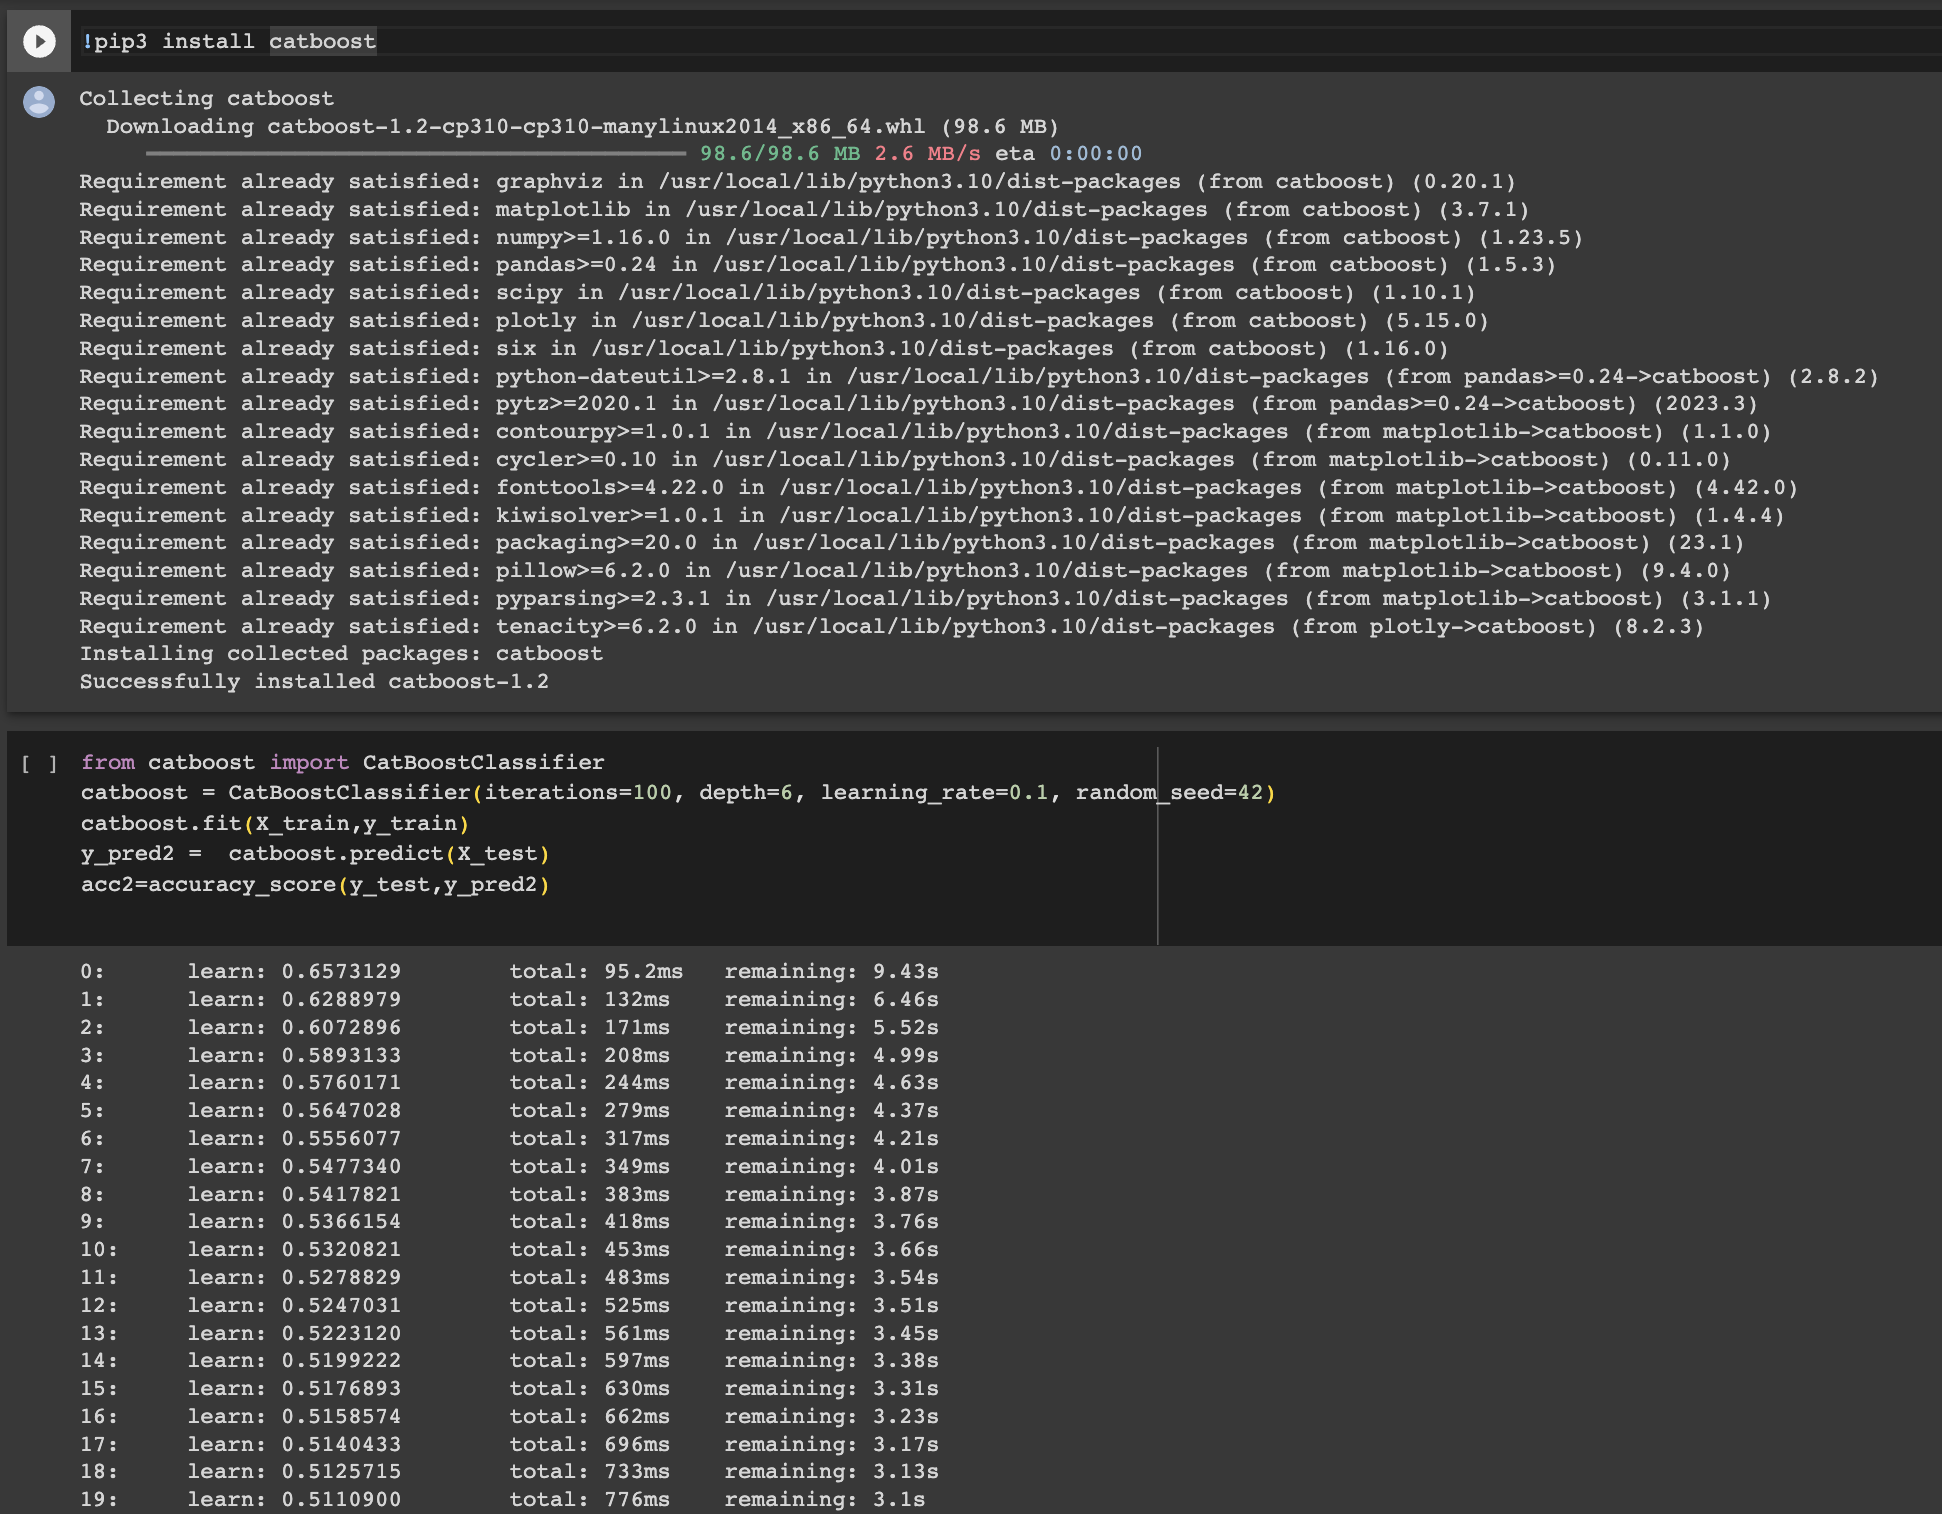 !pip3 install catboost
Collecting catboost
  Downloading catboost-1.2-cp310-cp310-manylinux2014_x86_64.whl (98.6 MB)
98.6/98.6 MB 2.6 MB/s eta 0:00:00
Requirement already satisfied: graphviz in /usr/local/lib/python3.10/dist-packages (from catboost) (0.20.1)
Requirement already satisfied: matplotlib in /usr/local/lib/python3.10/dist-packages (from catboost) (3.7.1)
Requirement already satisfied: numpy>=1.16.0 in /usr/local/lib/python3.10/dist-packages (from catboost) (1.23.5)
Requirement already satisfied: pandas>=0.24 in /usr/local/lib/python3.10/dist-packages (from catboost) (1.5.3)
Requirement already satisfied: scipy in /usr/local/lib/python3.10/dist-packages (from catboost) (1.10.1)
Requirement already satisfied: plotly in /usr/local/lib/python3.10/dist-packages (from catboost) (5.15.0)
Requirement already satisfied: six in /usr/local/lib/python3.10/dist-packages (from catboost) (1.16.0)
Requirement already satisfied: python-dateutil>=2.8.1 in /usr/local/lib/python3.10/dist-packages (from pandas>=0.24->catboost) (2.8.2)
Requirement already satisfied: pytz>=2020.1 in /usr/local/lib/python3.10/dist-packages (from pandas>=0.24->catboost) (2023.3)
Requirement already satisfied: contourpy>=1.0.1 in /usr/local/lib/python3.10/dist-packages (from matplotlib->catboost) (1.1.0)
Requirement already satisfied: cycler>=0.10 in /usr/local/lib/python3.10/dist-packages (from matplotlib->catboost) (0.11.0)
Requirement already satisfied: fonttools>=4.22.0 in /usr/local/lib/python3.10/dist-packages (from matplotlib->catboost) (4.42.0)
Requirement already satisfied: kiwisolver>=1.0.1 in /usr/local/lib/python3.10/dist-packages (from matplotlib->catboost) (1.4.4)
Requirement already satisfied: packaging>=20.0 in /usr/local/lib/python3.10/dist-packages (from matplotlib->catboost) (23.1)
Requirement already satisfied: pillow>=6.2.0 in /usr/local/lib/python3.10/dist-packages (from matplotlib->catboost) (9.4.0)
Requirement already satisfied: pyparsing>=2.3.1 in /usr/local/lib/python3.10/dist-packages (from matplotlib->catboost) (3.1.1)
Requirement already satisfied: tenacity>=6.2.0 in /usr/local/lib/python3.10/dist-packages (from plotly->catboost) (8.2.3)
Installing collected packages: catboost
Successfully installed catboost-1.2
[ ] from catboost import CatBoostClassifier
catboost = CatBoostClassifier(iterations=100, depth=6, learning_rate=0.1, random_seed=42)
catboost.fit(X_train,y_train)
y_pred2 =  catboost.predict(X_test)
acc2=accuracy_score(y_test,y_pred2)
0: learn: 0.6573129 total: 95.2ms remaining: 9.43s
1: learn: 0.6288979 total: 132ms remaining: 6.46s
2: learn: 0.6072896 total: 171ms remaining: 5.52s
3: learn: 0.5893133 total: 208ms remaining: 4.99s
4: learn: 0.5760171 total: 244ms remaining: 4.63s
5: learn: 0.5647028 total: 279ms remaining: 4.37s
6: learn: 0.5556077 total: 317ms remaining: 4.21s
7: learn: 0.5477340 total: 349ms remaining: 4.01s
8: learn: 0.5417821 total: 383ms remaining: 3.87s
9: learn: 0.5366154 total: 418ms remaining: 3.76s
10: learn: 0.5320821 total: 453ms remaining: 3.66s
11: learn: 0.5278829 total: 483ms remaining: 3.54s
12: learn: 0.5247031 total: 525ms remaining: 3.51s
13: learn: 0.5223120 total: 561ms remaining: 3.45s
14: learn: 0.5199222 total: 597ms remaining: 3.38s
15: learn: 0.5176893 total: 630ms remaining: 3.31s
16: learn: 0.5158574 total: 662ms remaining: 3.23s
17: learn: 0.5140433 total: 696ms remaining: 3.17s
18: learn: 0.5125715 total: 733ms remaining: 3.13s
19: learn: 0.5110900 total: 776ms remaining: 3.1s